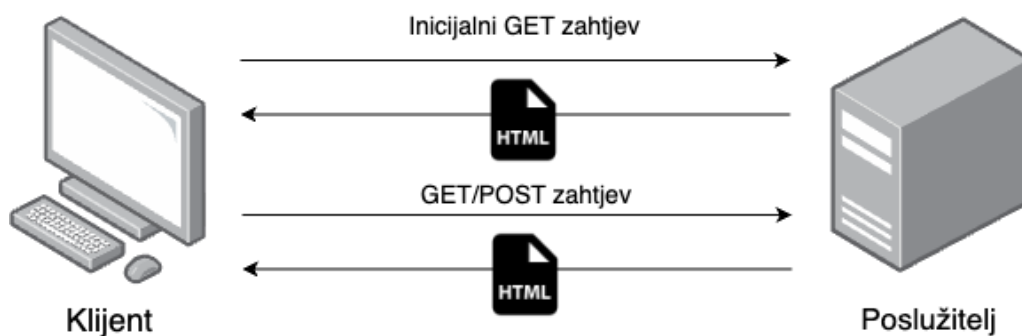 Inicijalni GET zahtjev
HTML
GET/POST zahtjev
HTML
Klijent
Poslužitelj